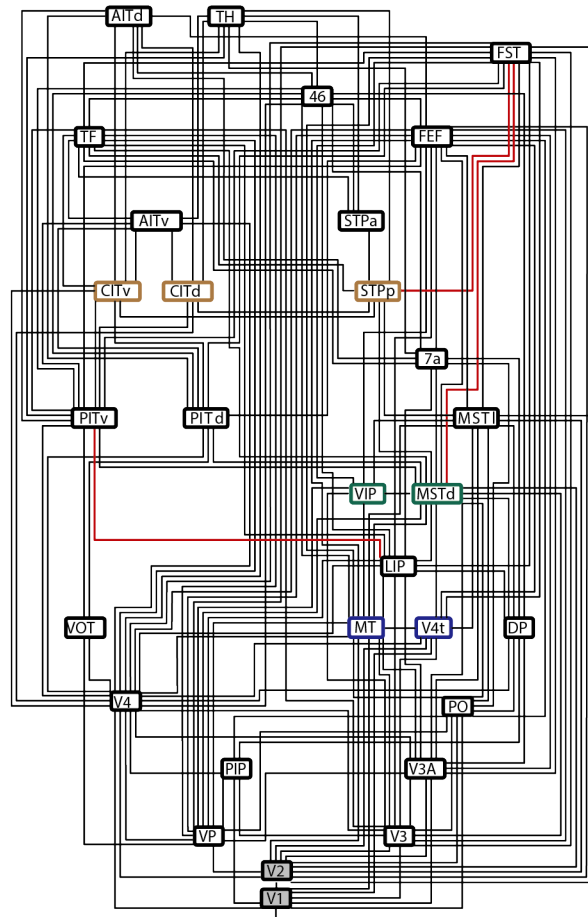 AITd
TH
FST
46
TF
FEF
AITv
STPa
CITv
CITd
STPp
7a
PITv
PITd
MSTl
VIP
MSTd
LIP
VOT
MT
V4t
DP
V4
PO
PIP
V3A
VP
V3
V2
V1